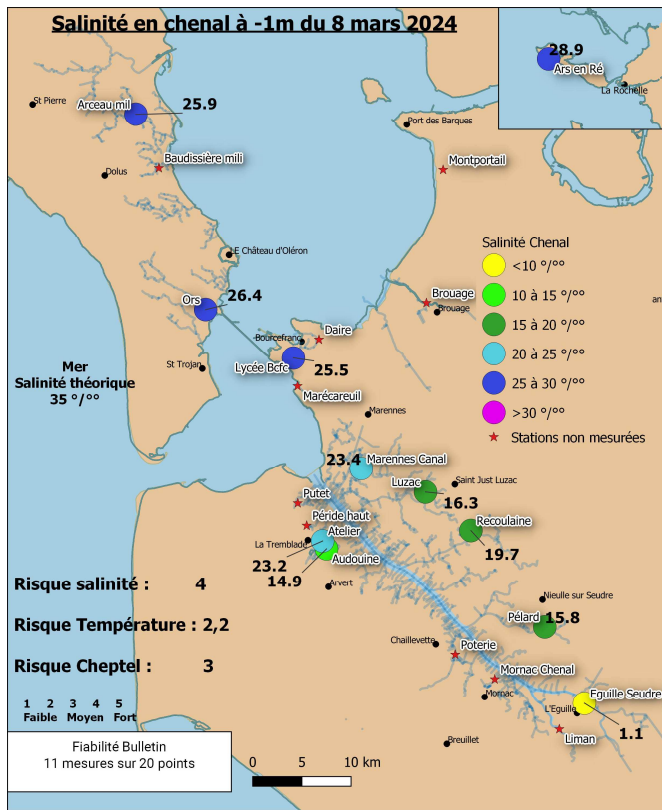 Salinité en chenal à -1m du 8 mars 2024
28.9
Ars en Ré
La Rochelle
St Pierre
Arceau mil
25.9
Port des Barques
Baudissière mili
Montportail
Dolus
LE Château d'Oléron
Salinité Chenal
<10 °/°°
10 à 15 °/°°
15 à 20 °/°°
20 à 25 °/°°
25 à 30 °/°°
>30 °/°°
Stations non mesurées
Ors
26.4
Brouage
Brouage
an
Daire
Bourcefranc
Mer
Salinité théorique
35 °/°°
St Trojan
Lycée Bcfc
25.5
Marécareuil
Marennes
23.4
Marennes Canal
Luzac
Saint Just Luzac
16.3
Putet
Péride haut
Recoulaine
Atelier
La Tremblade
19.7
Audouine
23.2
14.9
Arvert
Risque salinité : 4
Nieulle sur Seudre
Pélard
15.8
Risque Température : 2,2
Chaillevette
Poterie
Risque Cheptel : 3
Mornac Chenal
Mornac
Eguille Seudre
L'Eguille
1.1
1 2 3 4 5
Faible Moyen Fort
Liman
Breuillet
Fiabilité Bulletin
11 mesures sur 20 points
0 5 10 km